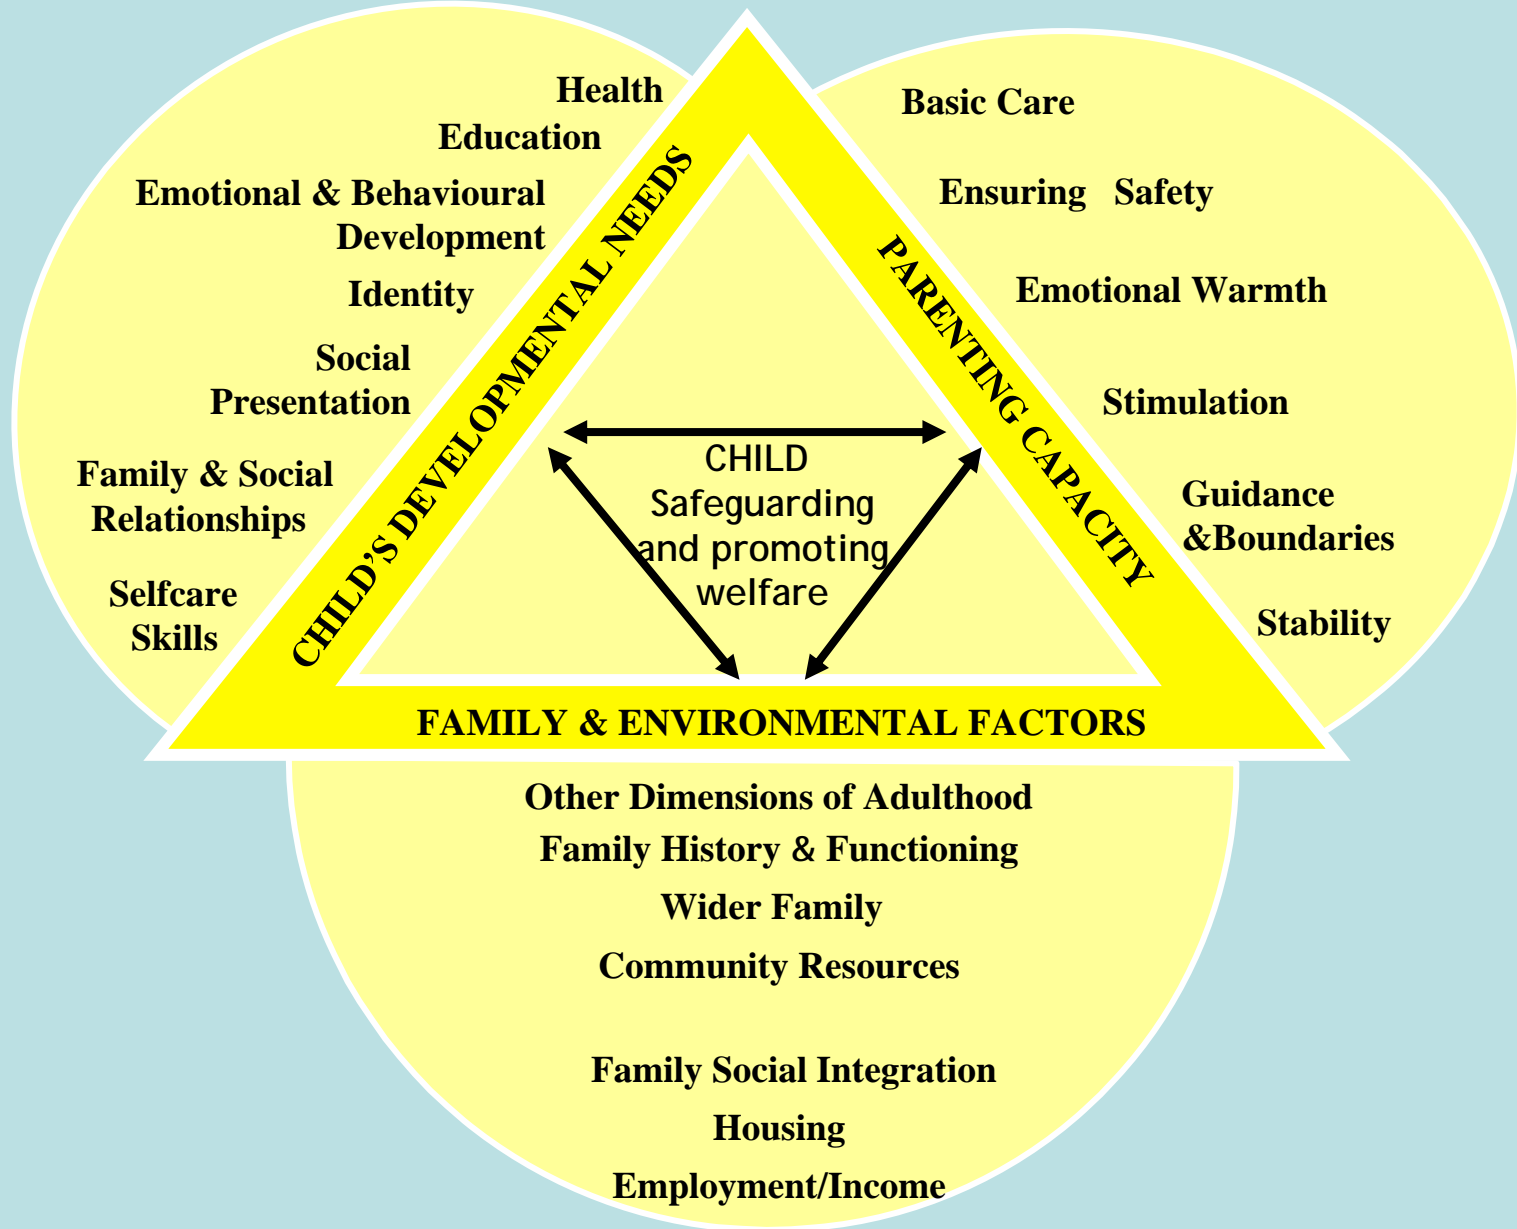 Health
Education
Emotional & Behavioural
Development
Identity
Social
Presentation
Family & Social
Relationships
Selfcare
Skills
CHILD'S DEVELOPMENTAL NEEDS
Basic Care
Ensuring Safety
Emotional Warmth
Stimulation
Guidance
&Boundaries
Stability
PARENTING CAPACITY
CHILD
Safeguarding
and promoting
welfare
FAMILY & ENVIRONMENTAL FACTORS
Other Dimensions of Adulthood
Family History & Functioning
Wider Family
Community Resources
Family Social Integration
Housing
Employment/Income